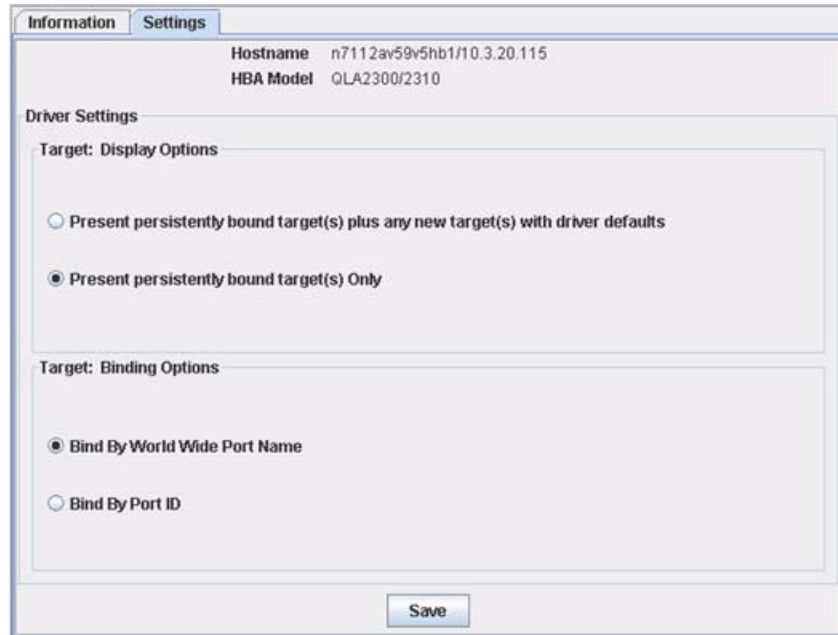 Information Settings
Hostname n7112av59v5hb1/10.3.20.115
HBA Model QLA2300/2310
Driver Settings
Target: Display Options
Present persistently bound target(s) plus any new target(s) with driver defaults
Present persistently bound target(s) Only
Target: Binding Options
Bind By World Wide Port Name
Bind By Port ID
Save